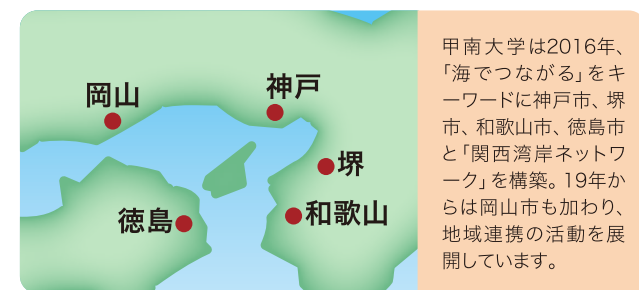 岡山
神戸
堺
和歌山
徳島
甲南大学は2016年、
「海でつながる」をキ
ーワードに神戸市、堺
市、和歌山市、徳島市
と「関西湾岸ネットワ
ーク」を構築。19年か
らは岡山市も加わり、
地域連携の活動を展
開しています。